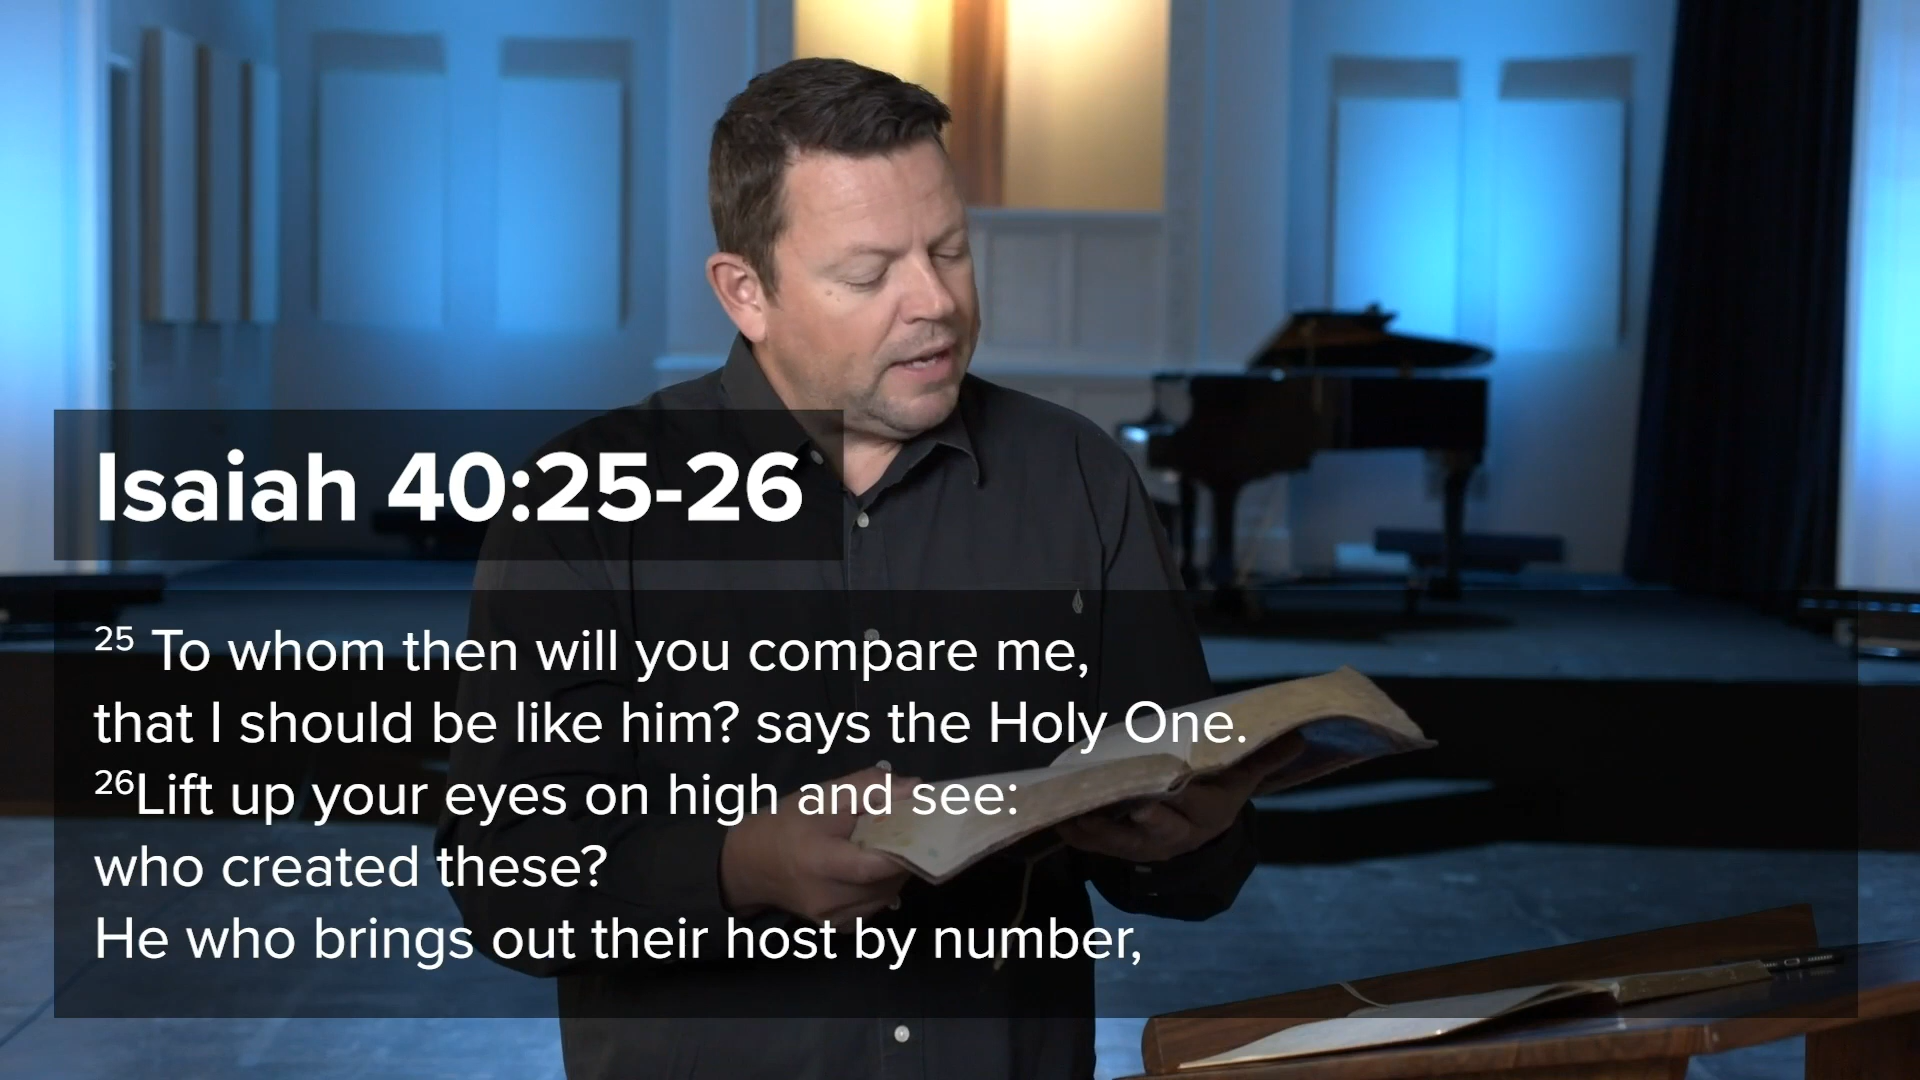 Isaiah 40:25-26
25 To whom then will you compare me,
that I should be like him? says the Holy One.
26Lift up your eyes on high and see:
who created these?
He who brings out their host by number,